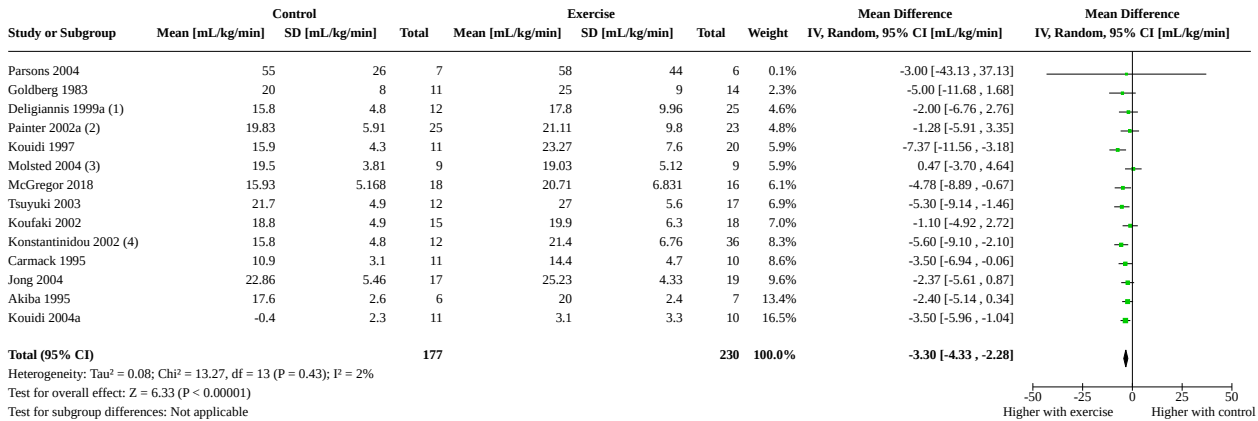 Control Exercise Mean Difference Mean Difference
Study or Subgroup Mean [mL/kg/min] SD [mL/kg/min] Total Mean [mL/kg/min] SD [mL/kg/min] Total Weight IV, Random, 95% CI [mL/kg/min] IV, Random, 95% CI [mL/kg/min]
Parsons 2004 55 26 7 58 44 6 0.1% -3.00 [-43.13 , 37.13]
Goldberg 1983 20 8 11 25 9 14 2.3% -5.00 [-11.68 , 1.68]
Deligiannis 1999a (1) 15.8 4.8 12 17.8 9.96 25 4.6% -2.00 [-6.76 , 2.76]
Painter 2002a (2) 19.83 5.91 25 21.11 9.8 23 4.8% -1.28 [-5.91 , 3.35]
Kouidi 1997 15.9 4.3 11 23.27 7.6 20 5.9% -7.37 [-11.56 , -3.18]
Molsted 2004 (3) 19.5 3.81 9 19.03 5.12 9 6.0% 0.47 [-3.70 , 4.64]
McGregor 2018 15.93 5.168 18 20.71 6.831 16 6.1% -4.78 [-8.89 , -0.67]
Tsuyuki 2003 21.7 4.9 12 27 5.6 17 6.9% -5.30 [-9.14 , -1.46]
Koufaki 2002 18.8 4.9 15 19.9 6.3 18 7.0% -1.10 [-4.92 , 2.72]
Konstantinidou 2002 (4) 15.8 4.8 12 21.4 6.76 36 8.3% -5.60 [-9.10 , -2.10]
Carmack 1995 10.9 3.1 11 14.4 4.7 10 8.6% -3.50 [-6.94 , -0.06]
Jong 2004 22.86 5.46 17 25.23 4.33 19 9.6% -2.37 [-5.61 , 0.87]
Akiba 1995 17.6 2.6 6 20 2.4 7 13.4% -2.40 [-5.14 , 0.34]
Kouidi 2004a -0.4 2.3 11 3.1 3.3 10 16.5% -3.50 [-5.96 , -1.04]
Total (95% CI) 177 230 100.0% -3.30 [-4.33 , -2.28]
Heterogeneity: Tau² = 0.08; Chi² = 13.27, df = 13 (P = 0.43); I² = 2%
Test for overall effect: Z = 6.33 (P < 0.00001)
Test for subgroup differences: Not applicable
-50 -25 0 25 50
Higher with exercise Higher with control